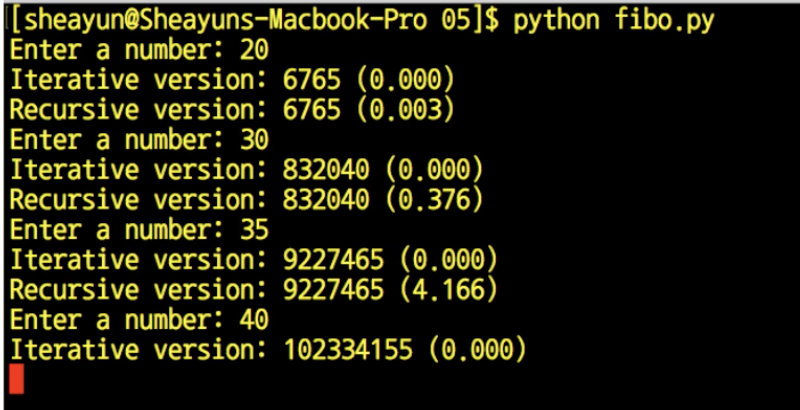 [sheayun@Sheayuns-Macbook-Pro 05]$ python fibo.py
Enter a number: 20
Iterative version: 6765 (0.000)
Recursive version: 6765 (0.003)
Enter a number: 30
Iterative version: 832040 (0.000)
Recursive version: 832040 (0.376)
Enter a number: 35
Iterative version: 9227465 (0.000)
Recursive version: 9227465 (4.166)
Enter a number: 40
Iterative version: 102334155 (0.000)